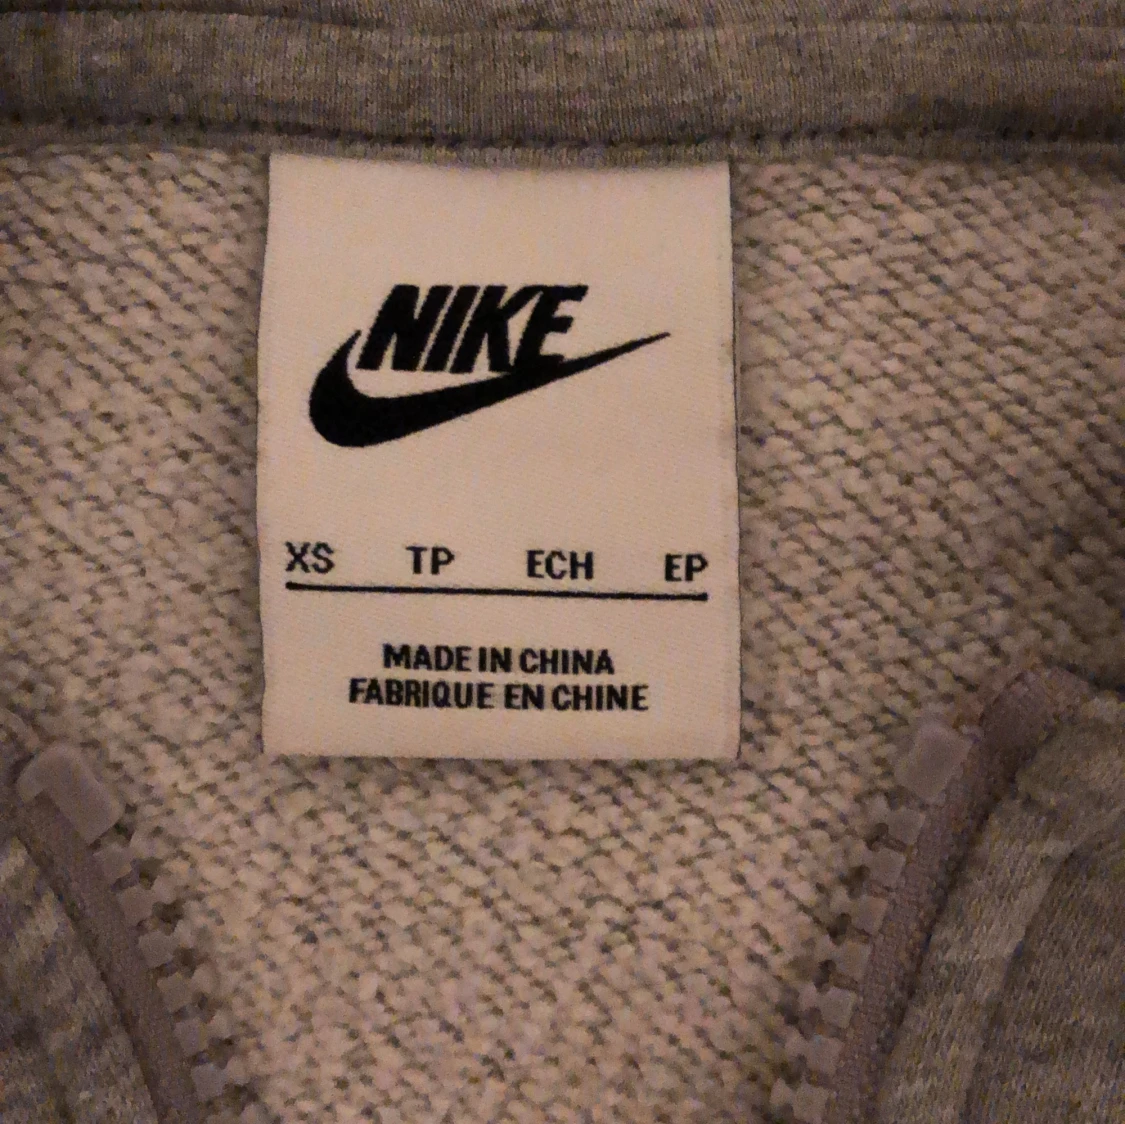 NIKE
XS TP ECH EP
MADE IN CHINA
FABRIQUE EN CHINE